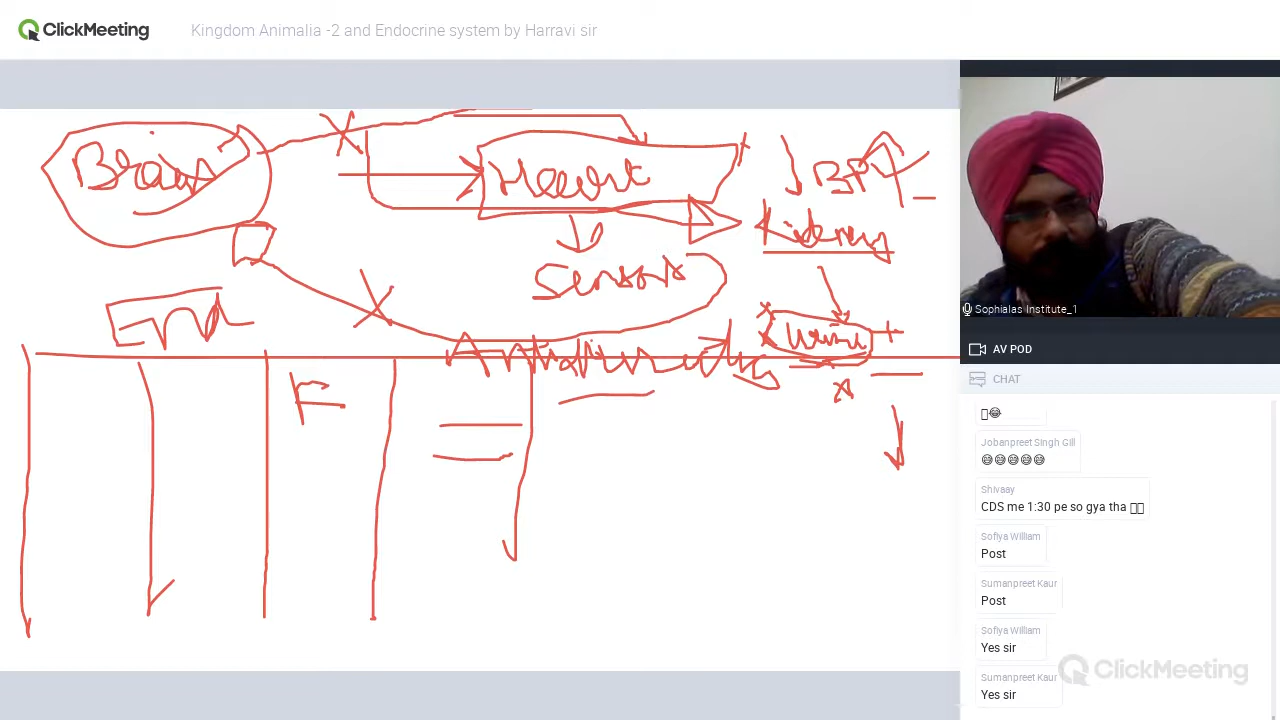 ClickMeeting
Kingdom Animalia -2 and Endocrine system by Harravi sir
Brain
Heart
BP
Kidney
Sensors
Urine
End
F
Sophialas Institute_1
AV POD
CHAT
😂
Jobanpreet Singh Gill
😅😅😅😅😅
Shivaay
CDS me 1:30 pe so gya tha
Sofiya William
Post
Sumanpreet Kaur
Post
Sofiya William
Yes sir
ClickMeeting
Sumanpreet Kaur
Yes sir